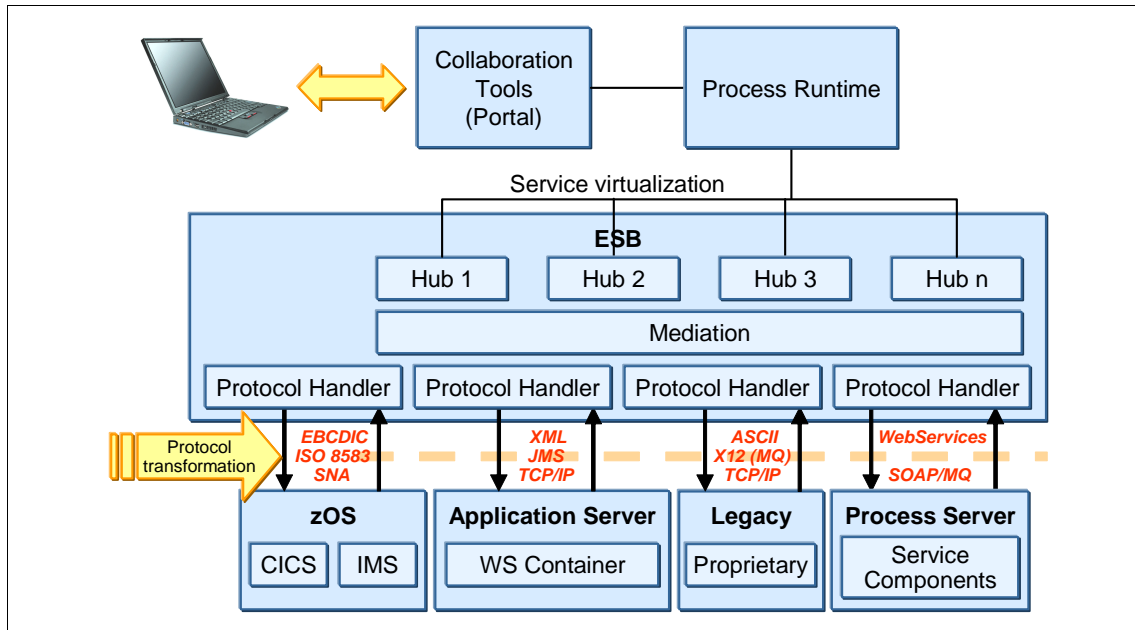 Collaboration
Tools
(Portal)
Process Runtime
Service virtualization
ESB
Hub 1
Hub 2
Hub 3
Hub n
Mediation
Protocol Handler
Protocol Handler
Protocol Handler
Protocol Handler
Protocol
transformation
EBCDIC
ISO 8583
SNA
XML
JMS
TCP/IP
ASCII
X12 (MQ)
TCP/IP
WebServices
SOAP/MQ
zOS
CICS
IMS
Application Server
WS Container
Legacy
Proprietary
Process Server
Service
Components